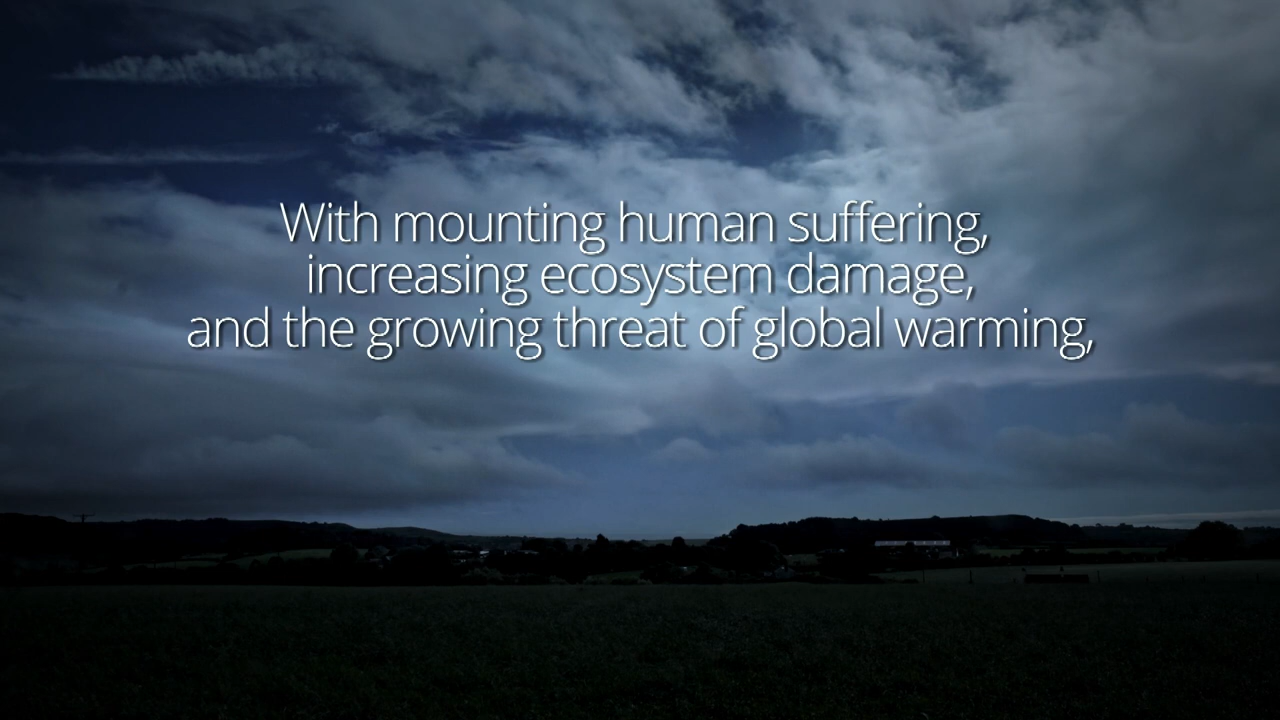 With mounting human suffering,
increasing ecosystem damage,
and the growing threat of global warming,